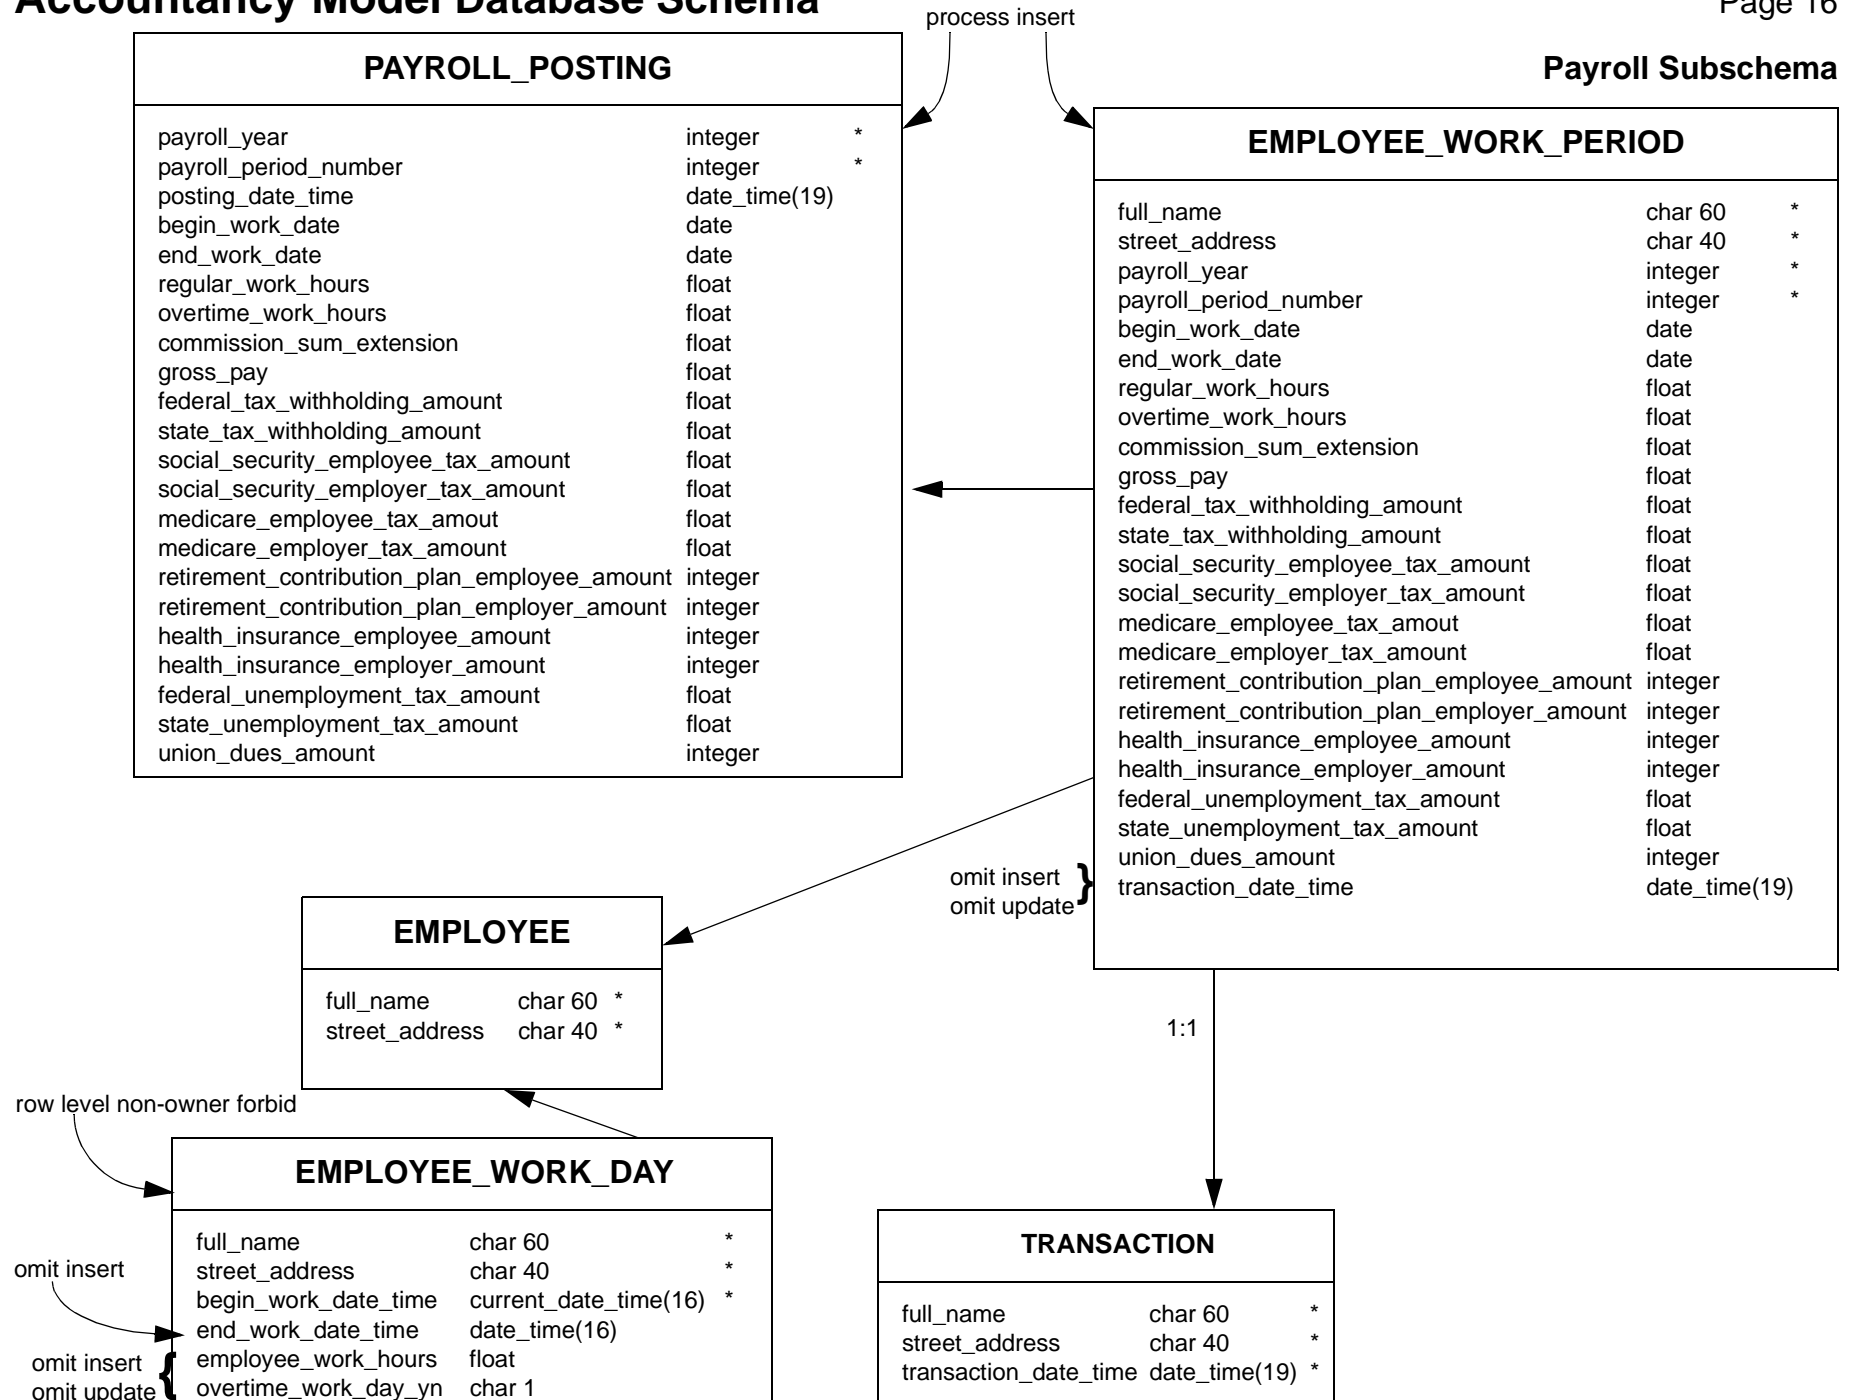 Accountancy Model Database Schema
Page 16
process insert
Payroll Subschema
PAYROLL_POSTING
payroll_year integer *
payroll_period_number integer *
posting_date_time date_time(19)
begin_work_date date
end_work_date date
regular_work_hours float
overtime_work_hours float
commission_sum_extension float
gross_pay float
federal_tax_withholding_amount float
state_tax_withholding_amount float
social_security_employee_tax_amount float
social_security_employer_tax_amount float
medicare_employee_tax_amout float
medicare_employer_tax_amount float
retirement_contribution_plan_employee_amount integer
retirement_contribution_plan_employer_amount integer
health_insurance_employee_amount integer
health_insurance_employer_amount integer
federal_unemployment_tax_amount float
state_unemployment_tax_amount float
union_dues_amount integer
EMPLOYEE_WORK_PERIOD
full_name char 60 *
street_address char 40 *
payroll_year integer *
payroll_period_number integer *
begin_work_date date
end_work_date date
regular_work_hours float
overtime_work_hours float
commission_sum_extension float
gross_pay float
federal_tax_withholding_amount float
state_tax_withholding_amount float
social_security_employee_tax_amount float
social_security_employer_tax_amount float
medicare_employee_tax_amout float
medicare_employer_tax_amount float
retirement_contribution_plan_employee_amount integer
retirement_contribution_plan_employer_amount integer
health_insurance_employee_amount integer
health_insurance_employer_amount integer
federal_unemployment_tax_amount float
state_unemployment_tax_amount float
union_dues_amount integer
transaction_date_time date_time(19)
omit insert }
omit update
EMPLOYEE
full_name char 60 *
street_address char 40 *
1:1
row level non-owner forbid
EMPLOYEE_WORK_DAY
full_name char 60 *
street_address char 40 *
begin_work_date_time current_date_time(16) *
end_work_date_time date_time(16)
employee_work_hours float
overtime_work_day_yn char 1
omit insert
omit insert {
omit update
TRANSACTION
full_name char 60 *
street_address char 40 *
transaction_date_time date_time(19) *